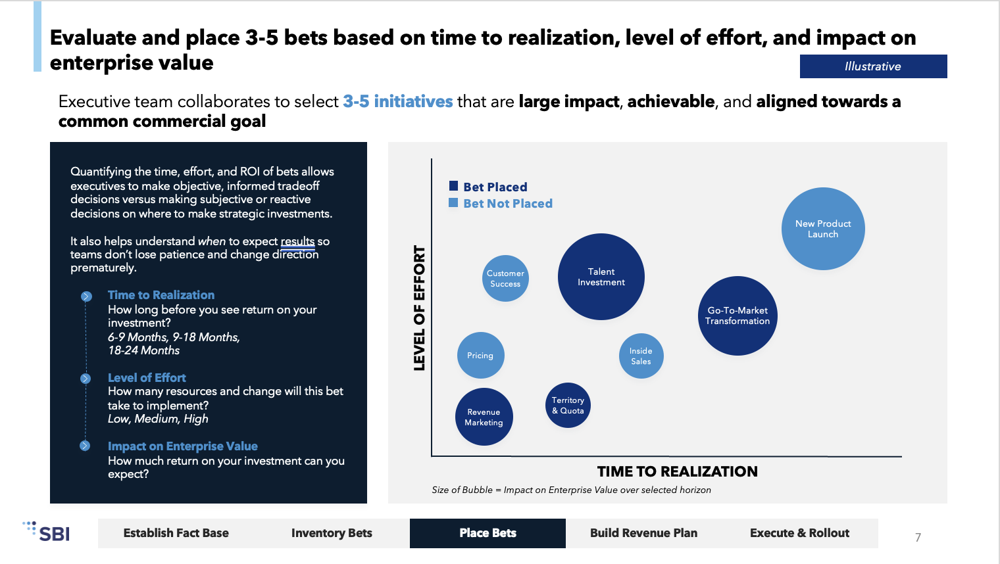 Evaluate and place 3-5 bets based on time to realization, level of effort, and impact on
enterprise value
Illustrative
Executive team collaborates to select 3-5 initiatives that are large impact, achievable, and aligned towards a
common commercial goal
Quantifying the time, effort, and ROI of bets allows
executives to make objective, informed tradeoff
decisions versus making subjective or reactive
decisions on where to make strategic investments.
It also helps understand when to expect results so
teams don't lose patience and change direction
prematurely.
Time to Realization
How long before you see return on your
investment?
6-9 Months, 9-18 Months,
18-24 Months
Level of Effort
How many resources and change will this bet
take to implement?
Low, Medium, High
Impact on Enterprise Value
How much return on your investment can you
expect?
Bet Placed
Bet Not Placed
LEVEL OF EFFORT
New Product
Launch
Customer
Success
Talent
Investment
Go-To-Market
Transformation
Pricing
Inside
Sales
Revenue
Marketing
Territory
& Quota
TIME TO REALIZATION
Size of Bubble = Impact on Enterprise Value over selected horizon
SBI
Establish Fact Base
Inventory Bets
Place Bets
Build Revenue Plan
Execute & Rollout
7